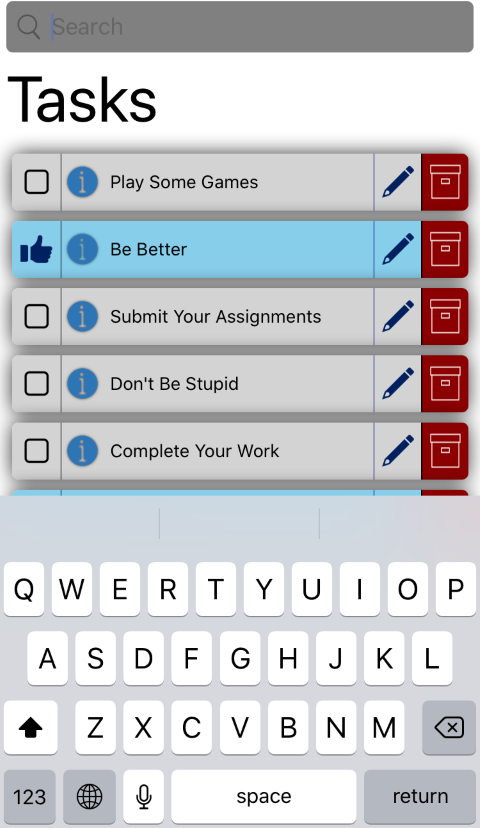 Search
Tasks
i Play Some Games
i Be Better
i Submit Your Assignments
i Don't Be Stupid
i Complete Your Work
Q W E R T Y U I O P
A S D F G H J K L
Z X C V B N M
123 space return